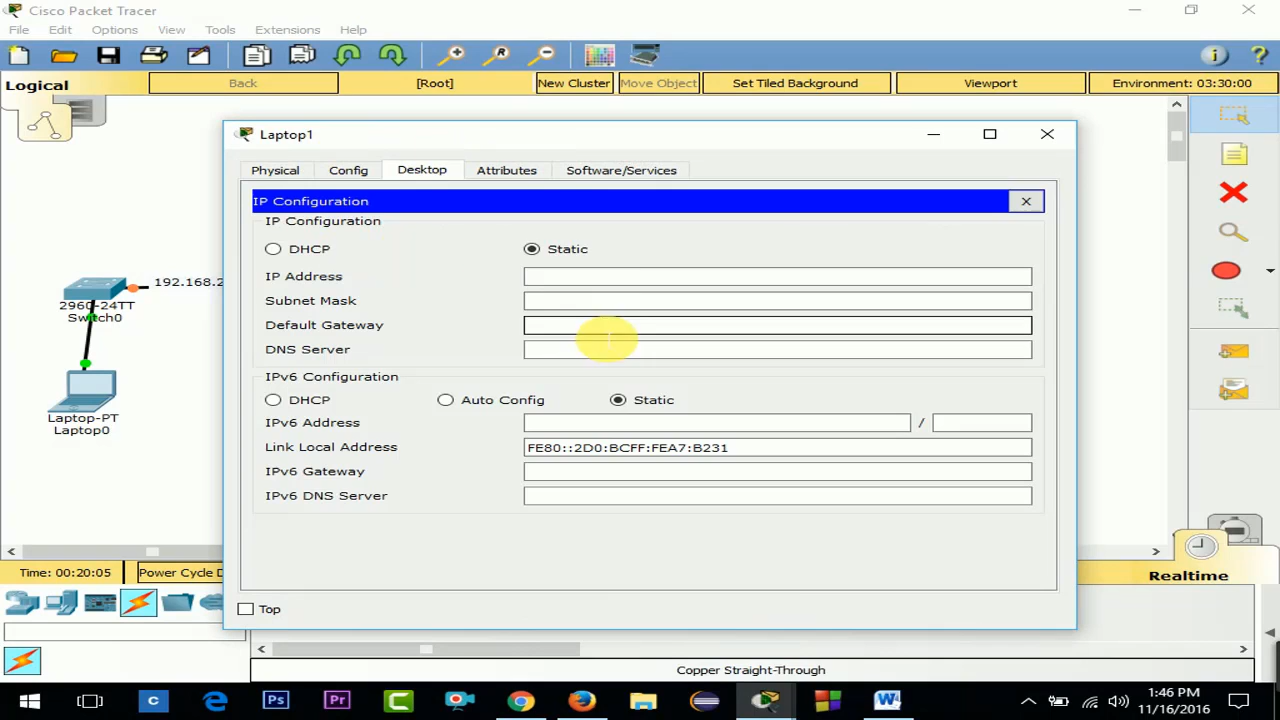 Cisco Packet Tracer
File Edit Options View Tools Extensions Help
Logical Back [Root] New Cluster Move Object Set Tiled Background Viewport Environment: 03:30:00
Laptop1
Physical Config Desktop Attributes Software/Services
IP Configuration
IP Configuration
DHCP Static
IP Address
Subnet Mask
Default Gateway
DNS Server
IPv6 Configuration
DHCP Auto Config Static
IPv6 Address /
Link Local Address FE80::2D0:BCFF:FEA7:B231
IPv6 Gateway
IPv6 DNS Server
Top
192.168.2
2960-24TT
Switch0
Laptop-PT
Laptop0
Time: 00:20:05 Power Cycle D
Realtime
Copper Straight-Through
1:46 PM
11/16/2016